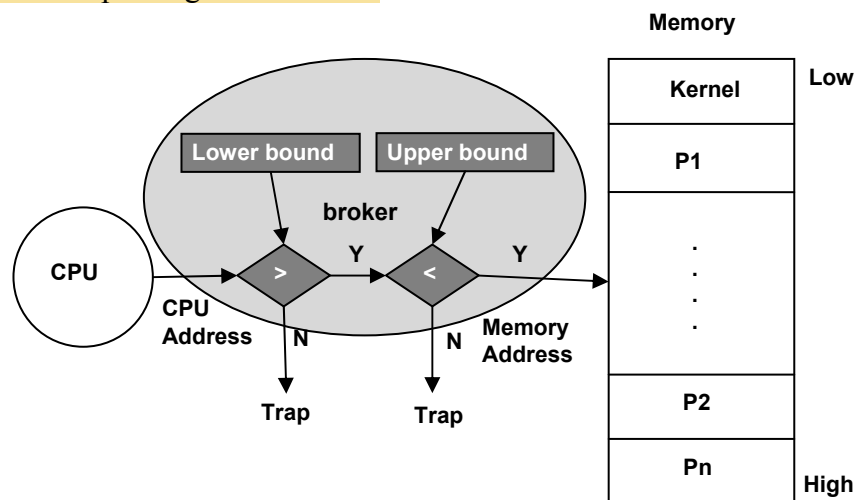 Memory
Kernel
Low
Lower bound
Upper bound
P1
broker
CPU
>
Y
<
Y
CPU
Address
N
N
Memory
Address
.
.
.
.
Trap
Trap
P2
Pn
High